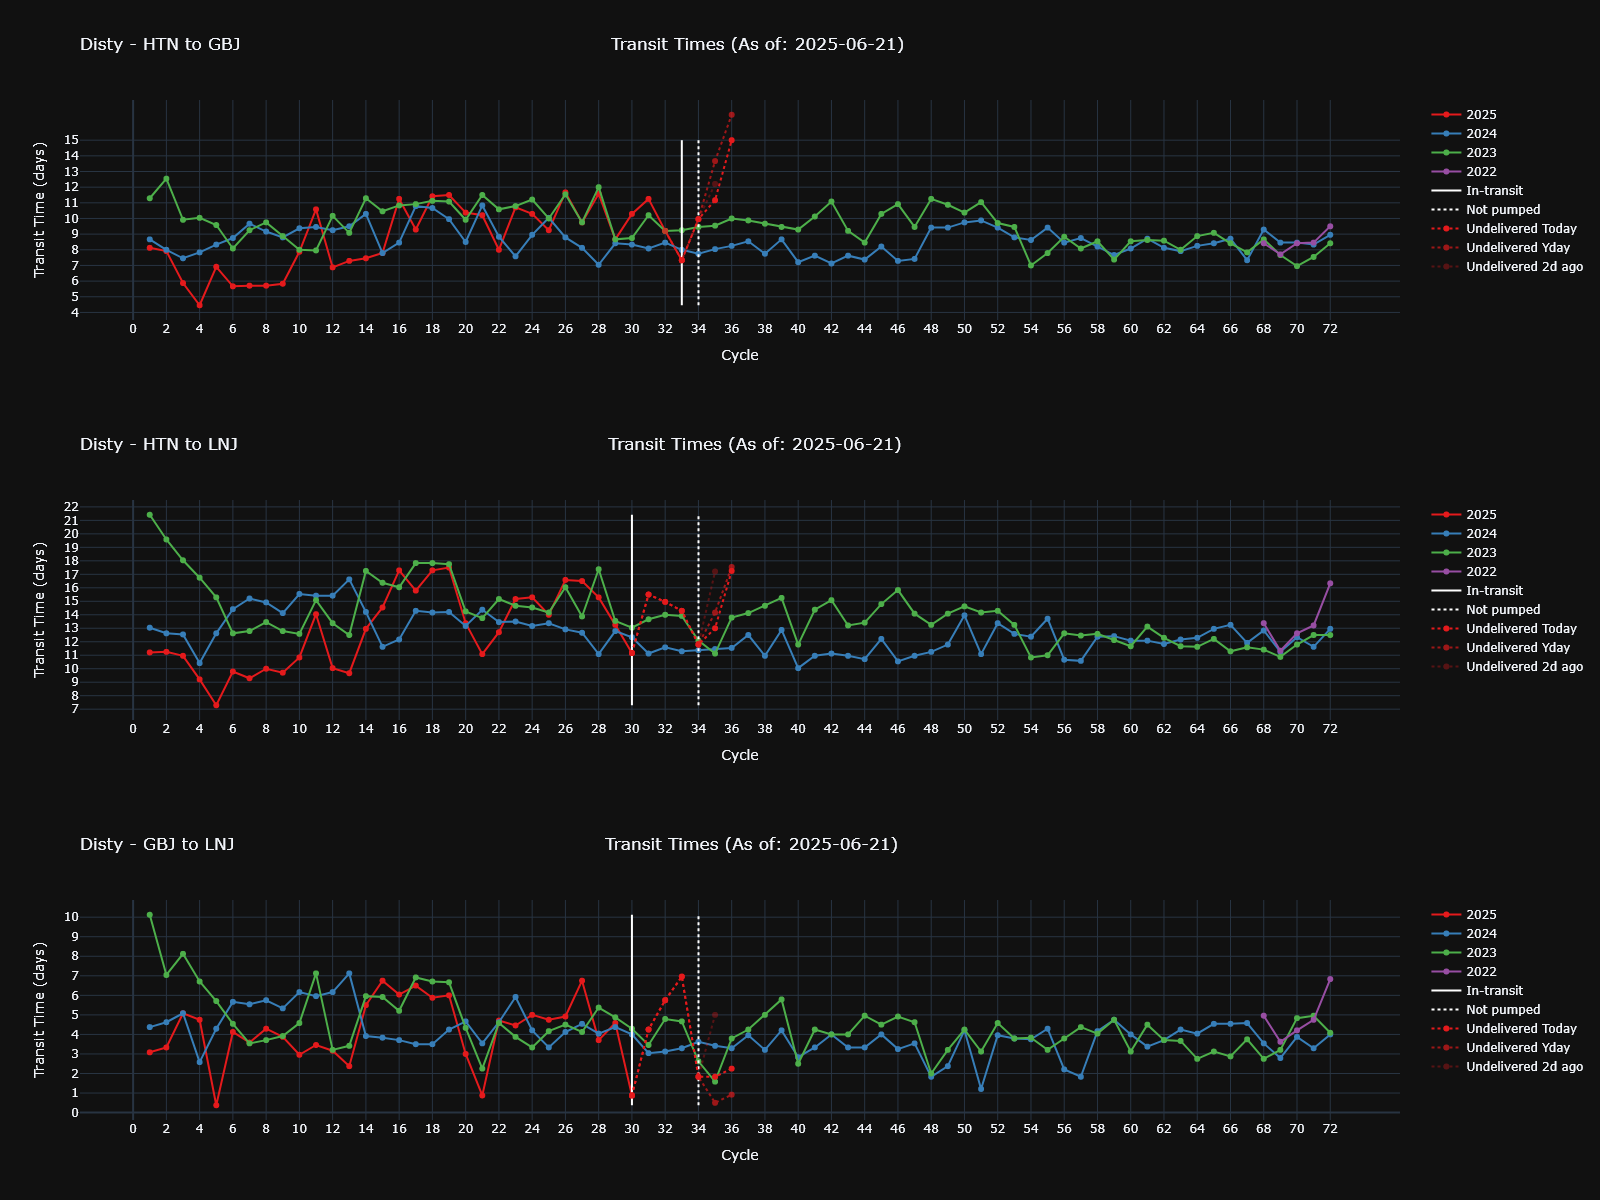 Disty - HTN to GBJ
Transit Times (As of: 2025-06-21)
Transit Time (days)
15
14
13
12
11
10
9
8
7
6
5
4
0 2 4 6 8 10 12 14 16 18 20 22 24 26 28 30 32 34 36 38 40 42 44 46 48 50 52 54 56 58 60 62 64 66 68 70 72
Cycle
2025
2024
2023
2022
In-transit
Not pumped
Undelivered Today
Undelivered Yday
Undelivered 2d ago
Disty - HTN to LNJ
Transit Times (As of: 2025-06-21)
Transit Time (days)
22
21
20
19
18
17
16
15
14
13
12
11
10
9
8
7
0 2 4 6 8 10 12 14 16 18 20 22 24 26 28 30 32 34 36 38 40 42 44 46 48 50 52 54 56 58 60 62 64 66 68 70 72
Cycle
2025
2024
2023
2022
In-transit
Not pumped
Undelivered Today
Undelivered Yday
Undelivered 2d ago
Disty - GBJ to LNJ
Transit Times (As of: 2025-06-21)
Transit Time (days)
10
9
8
7
6
5
4
3
2
1
0
0 2 4 6 8 10 12 14 16 18 20 22 24 26 28 30 32 34 36 38 40 42 44 46 48 50 52 54 56 58 60 62 64 66 68 70 72
Cycle
2025
2024
2023
2022
In-transit
Not pumped
Undelivered Today
Undelivered Yday
Undelivered 2d ago